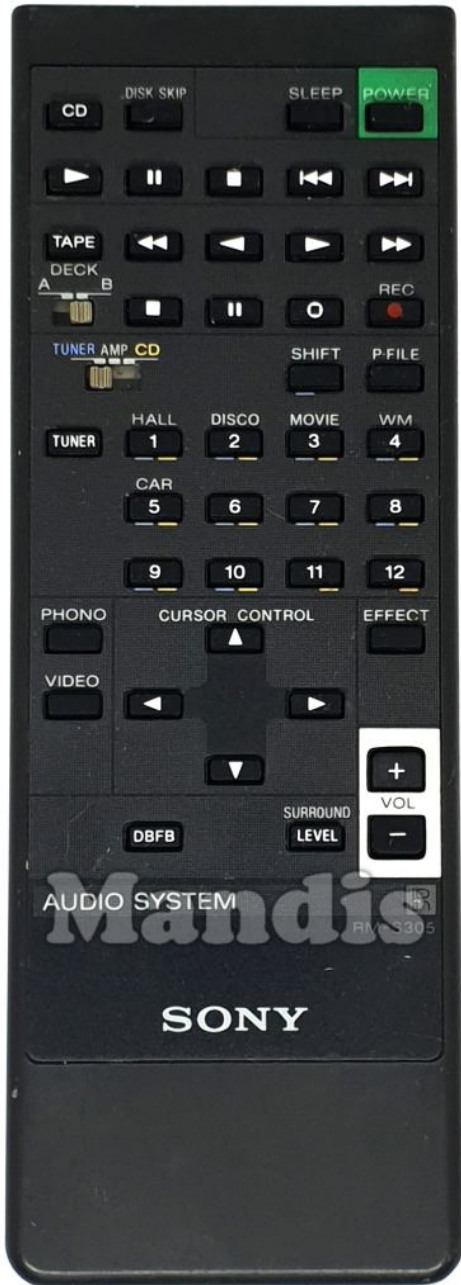 DISK SKIP SLEEP POWER
CD
TAPE
DECK
A B REC
TUNER AMP CD SHIFT P·FILE
HALL DISCO MOVIE WM
TUNER 1 2 3 4
CAR
5 6 7 8
9 10 11 12
PHONO CURSOR CONTROL EFFECT
VIDEO
+
VOL
SURROUND
DBFB LEVEL −
AUDIO SYSTEM
Mandis
RM-S305
SONY